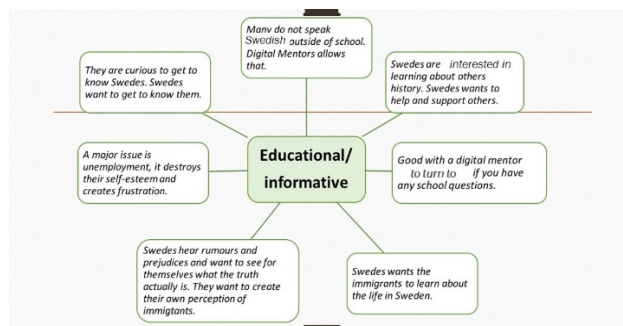 Many do not speak
Swedish outside of school.
Digital Mentors allows
that.
They are curious to get to
know Swedes. Swedes
want to get to know them.
Swedes are interested in
learning about others
history. Swedes wants to
help and support others.
Educational/
informative
A major issue is
unemployment, it destroys
their self-esteem and
creates frustration.
Good with a digital mentor
to turn to if you have
any school questions.
Swedes hear rumours and
prejudices and want to see for
themselves what the truth
actually is. They want to create
their own perception of
immigtants.
Swedes wants the
immigrants to learn about
the life in Sweden.